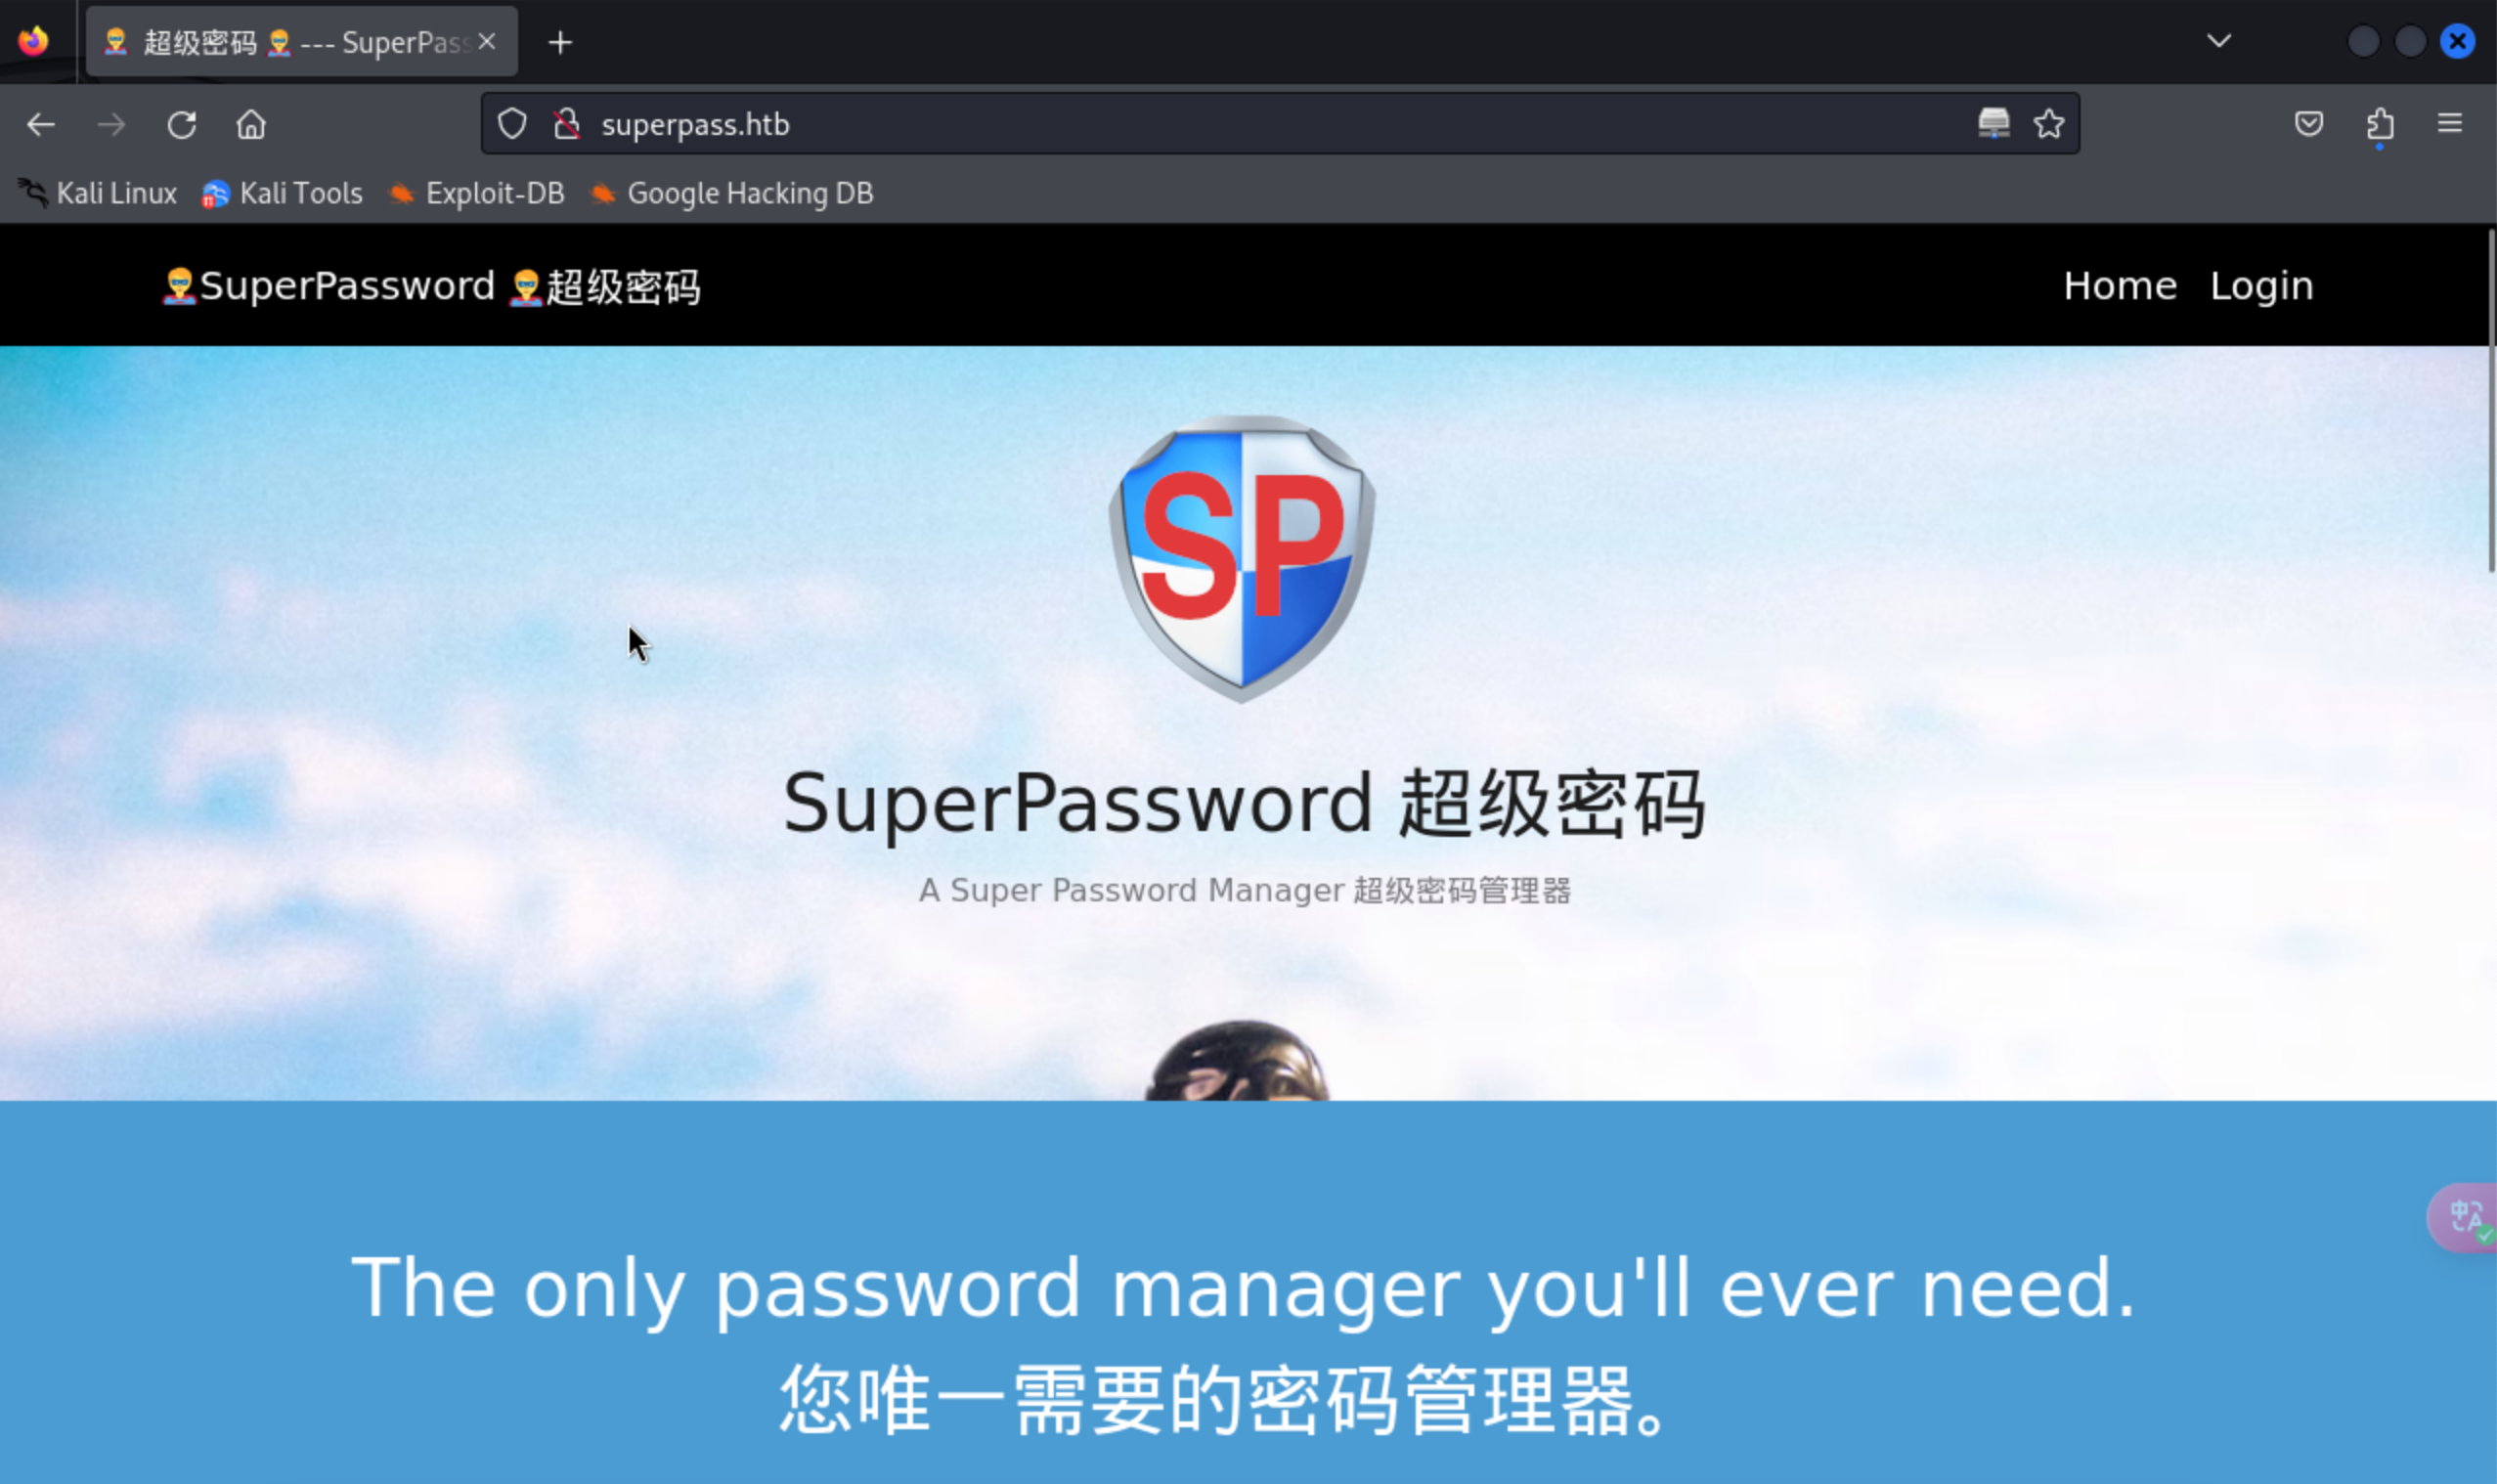 超级密码 --- SuperPass
superpass.htb
Kali Linux Kali Tools Exploit-DB Google Hacking DB
SuperPassword 超级密码 Home Login
SP
SuperPassword 超级密码
A Super Password Manager 超级密码管理器
The only password manager you'll ever need.
您唯一需要的密码管理器。
中A